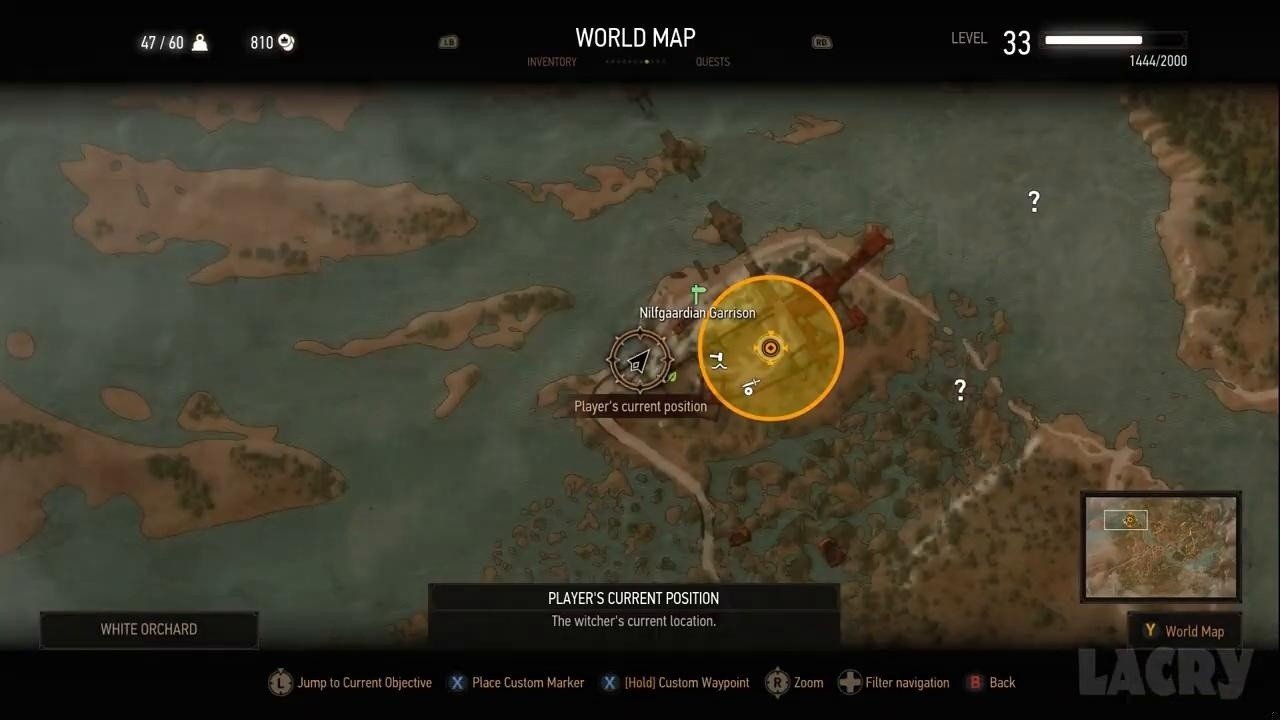 47 / 60
810
LB
WORLD MAP
RB
INVENTORY
QUESTS
LEVEL 33
1444/2000
?
Nilfgaardian Garrison
?
Player's current position
PLAYER'S CURRENT POSITION
The witcher's current location.
WHITE ORCHARD
Y World Map
L Jump to Current Objective
X Place Custom Marker
X [Hold] Custom Waypoint
R Zoom
Filter navigation
B Back
LACRY